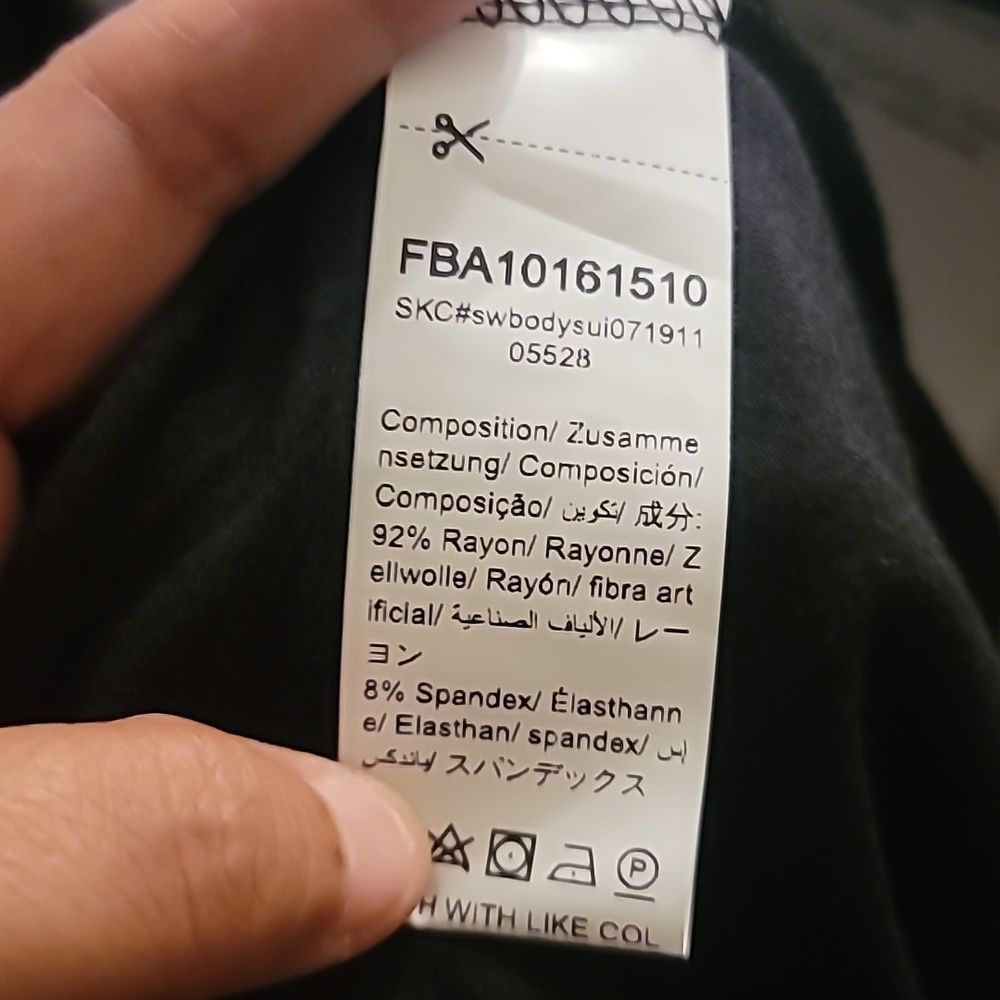 FBA10161510
SKC#swbodysui071911
05528
Composition/ Zusamme
nsetzung/ Composición/
Composição/ تكوين/ 成分:
92% Rayon/ Rayonne/ Z
ellwolle/ Rayón/ fibra art
ificial/ الألياف الصناعية/ レー
ヨン
8% Spandex/ Élasthann
e/ Elasthan/ spandex/ اس
باندكس/ スパンデックス
P
H WITH LIKE COL